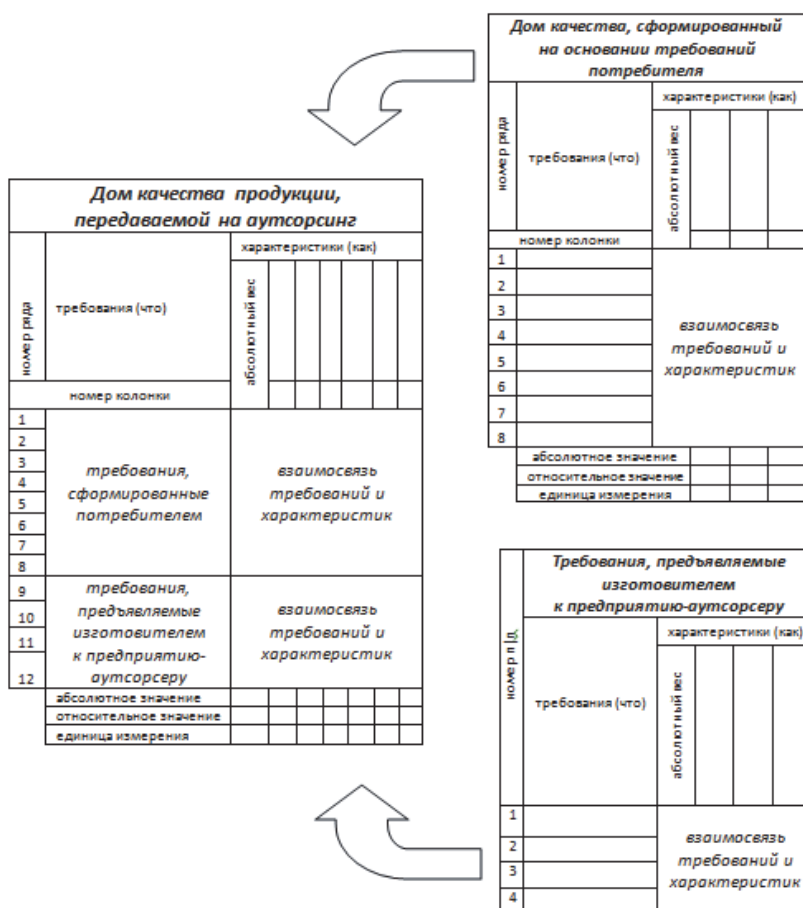 Дом качества, сформированный
на основании требований
потребителя
характеристики (как)
номер ряда
требования (что)
абсолютный вес
номер колонки
1
2
3
4
5
6
7
8
взаимосвязь
требований и
характеристик
абсолютное значение
относительное значение
единица измерения
Дом качества продукции,
передаваемой на аутсорсинг
характеристики (как)
номер ряда
требования (что)
абсолютный вес
номер колонки
1
2
3
4
5
6
7
8
требования,
сформированные
потребителем
взаимосвязь
требований и
характеристик
9
10
11
12
требования,
предъявляемые
изготовителем
к предприятию-
аутсорсеру
взаимосвязь
требований и
характеристик
абсолютное значение
относительное значение
единица измерения
Требования, предъявляемые
изготовителем
к предприятию-аутсорсеру
характеристики (как)
номер
требования (что)
абсолютный вес
1
2
3
4
взаимосвязь
требований и
характеристик